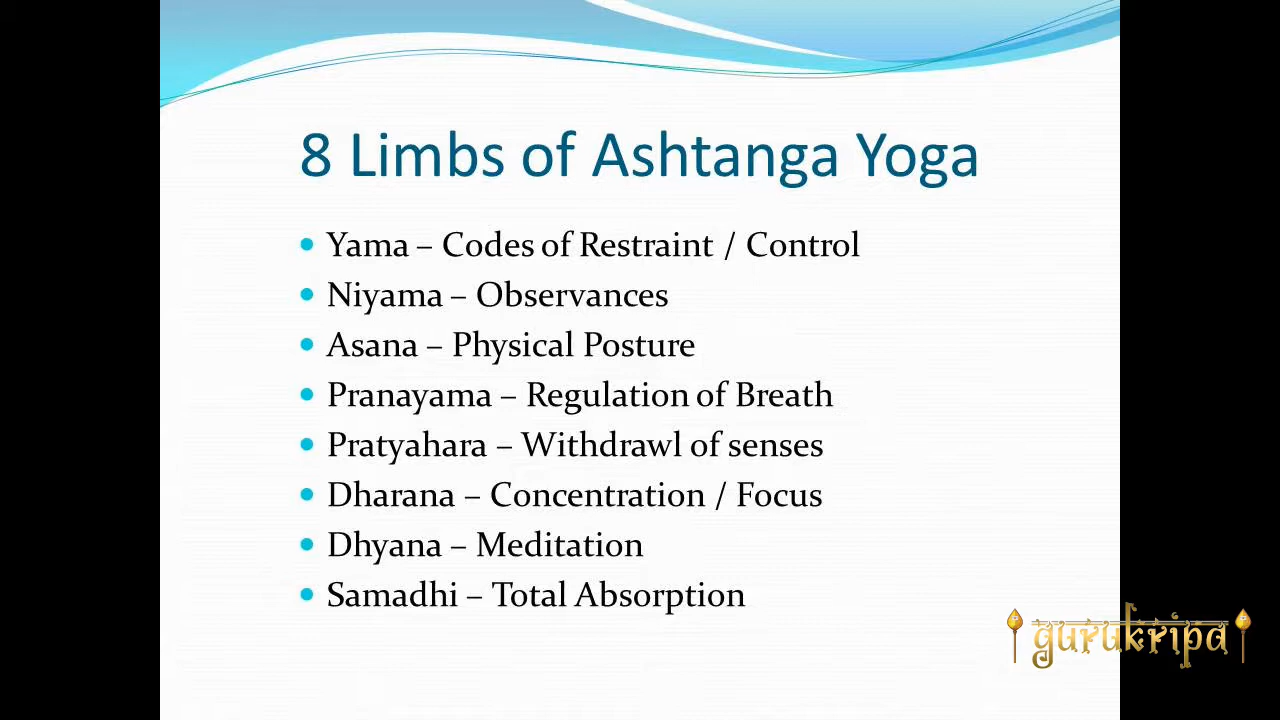 8 Limbs of Ashtanga Yoga
• Yama – Codes of Restraint / Control
• Niyama – Observances
• Asana – Physical Posture
• Pranayama – Regulation of Breath
• Pratyahara – Withdrawl of senses
• Dharana – Concentration / Focus
• Dhyana – Meditation
• Samadhi – Total Absorption
gurukripa